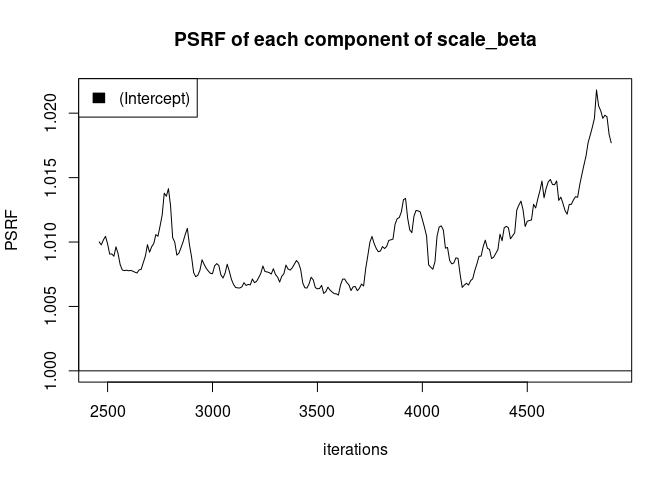 PSRF of each component of scale_beta
(Intercept)
PSRF
1.020
1.015
1.010
1.005
1.000
2500 3000 3500 4000 4500
iterations